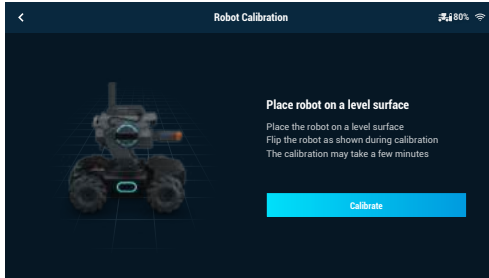 Robot Calibration
80%
Place robot on a level surface
Place the robot on a level surface
Flip the robot as shown during calibration
The calibration may take a few minutes
Calibrate